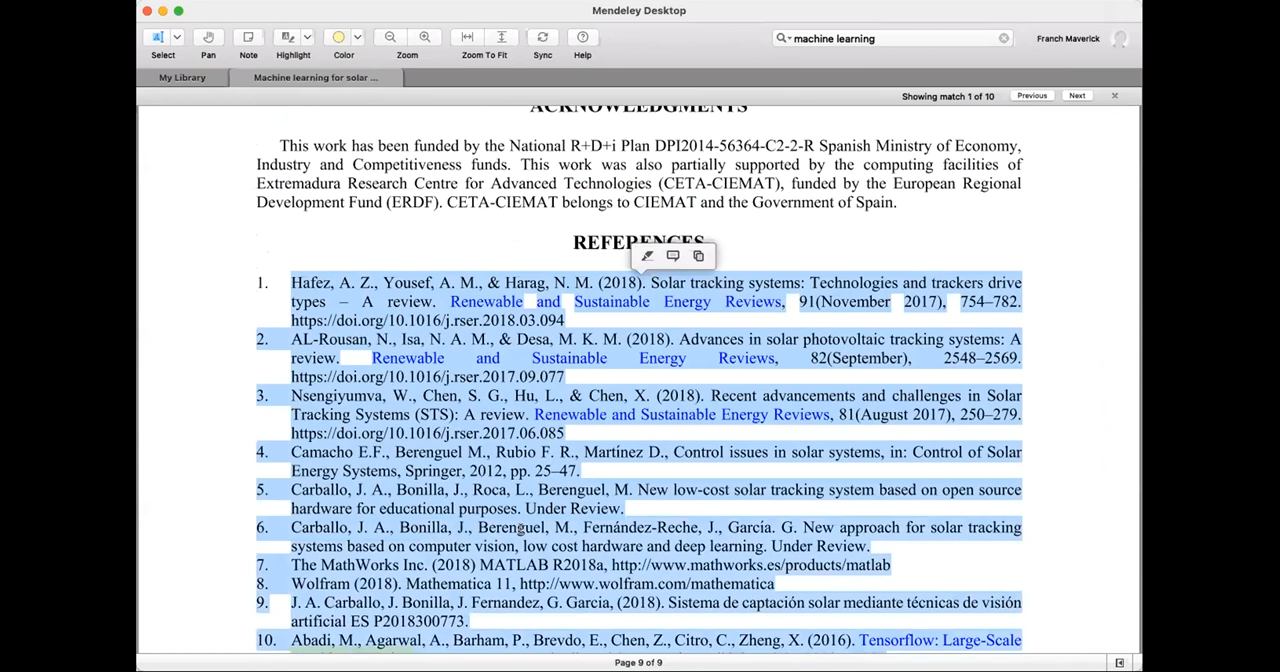 Mendeley Desktop
machine learning
Franch Maverick
Select
Pan
Note
Highlight
Color
Zoom
Zoom To Fit
Sync
Help
My Library
Machine learning for solar ...
Showing match 1 of 10
Previous
Next
ACKNOWLEDGMENTS
This work has been funded by the National R+D+i Plan DPI2014-56364-C2-2-R Spanish Ministry of Economy,
Industry and Competitiveness funds. This work was also partially supported by the computing facilities of
Extremadura Research Centre for Advanced Technologies (CETA-CIEMAT), funded by the European Regional
Development Fund (ERDF). CETA-CIEMAT belongs to CIEMAT and the Government of Spain.
REFERENCES
1. Hafez, A. Z., Yousef, A. M., & Harag, N. M. (2018). Solar tracking systems: Technologies and trackers drive
types – A review. Renewable and Sustainable Energy Reviews, 91(November 2017), 754–782.
https://doi.org/10.1016/j.rser.2018.03.094
2. AL-Rousan, N., Isa, N. A. M., & Desa, M. K. M. (2018). Advances in solar photovoltaic tracking systems: A
review. Renewable and Sustainable Energy Reviews, 82(September), 2548–2569.
https://doi.org/10.1016/j.rser.2017.09.077
3. Nsengiyumva, W., Chen, S. G., Hu, L., & Chen, X. (2018). Recent advancements and challenges in Solar
Tracking Systems (STS): A review. Renewable and Sustainable Energy Reviews, 81(August 2017), 250–279.
https://doi.org/10.1016/j.rser.2017.06.085
4. Camacho E.F., Berenguel M., Rubio F. R., Martínez D., Control issues in solar systems, in: Control of Solar
Energy Systems, Springer, 2012, pp. 25–47.
5. Carballo, J. A., Bonilla, J., Roca, L., Berenguel, M. New low-cost solar tracking system based on open source
hardware for educational purposes. Under Review.
6. Carballo, J. A., Bonilla, J., Berenguel, M., Fernández-Reche, J., García. G. New approach for solar tracking
systems based on computer vision, low cost hardware and deep learning. Under Review.
7. The MathWorks Inc. (2018) MATLAB R2018a, http://www.mathworks.es/products/matlab
8. Wolfram (2018). Mathematica 11, http://www.wolfram.com/mathematica
9. J. A. Carballo, J. Bonilla, J. Fernandez, G. Garcia, (2018). Sistema de captación solar mediante técnicas de visión
artificial ES P2018300773.
10. Abadi, M., Agarwal, A., Barham, P., Brevdo, E., Chen, Z., Citro, C., Zheng, X. (2016). Tensorflow: Large-Scale
Page 9 of 9